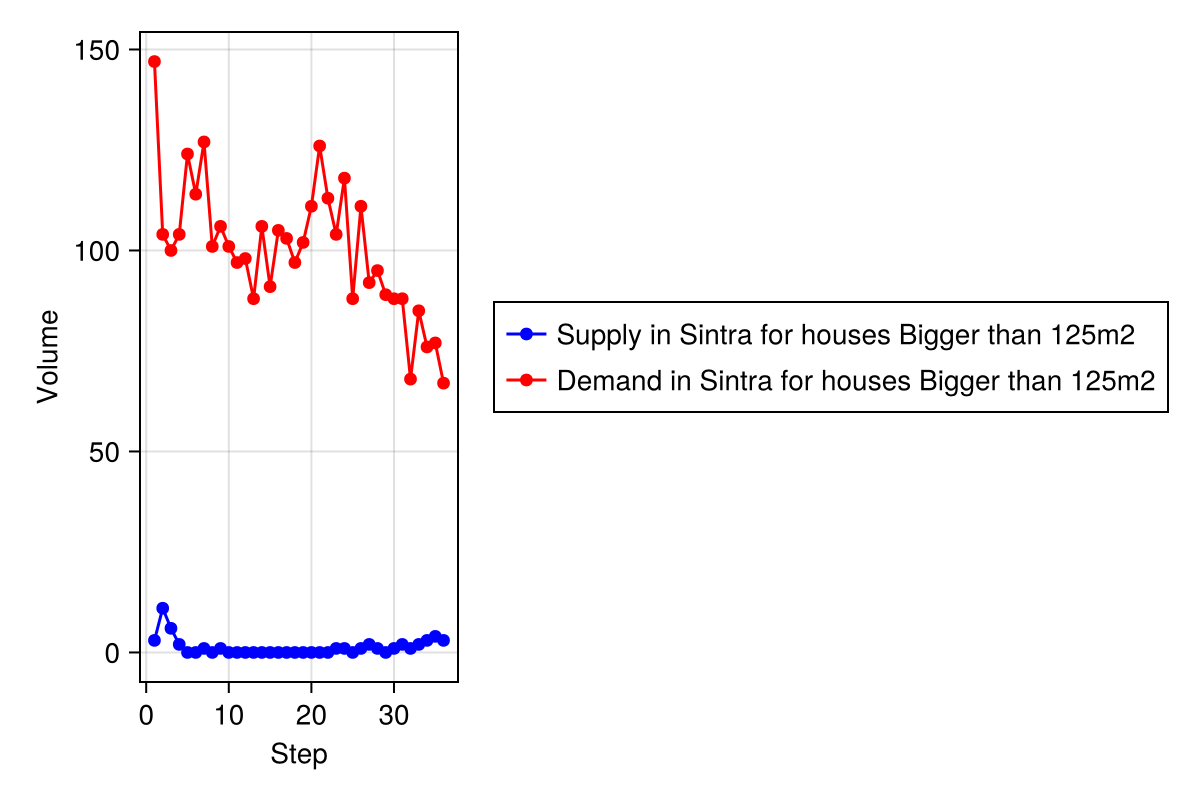 150
100
50
0
Volume
0 10 20 30
Step
Supply in Sintra for houses Bigger than 125m2
Demand in Sintra for houses Bigger than 125m2